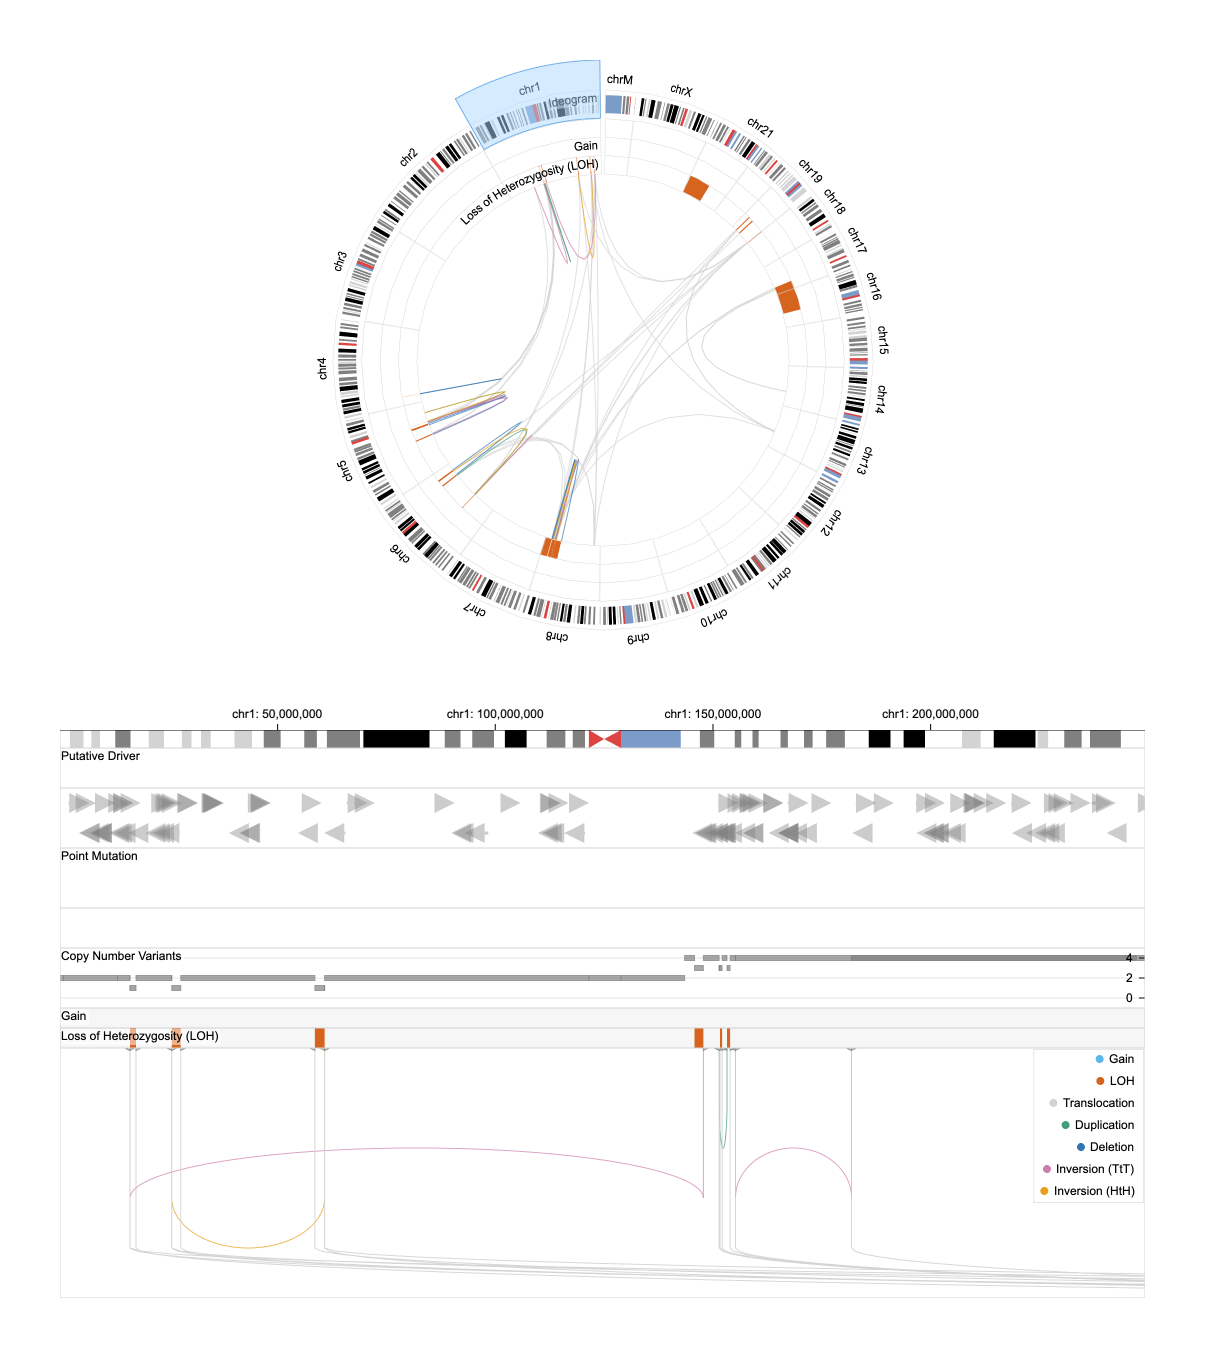 chrM
chrX
chr21
chr19
chr18
chr17
chr16
chr15
chr14
chr13
chr12
chr11
chr10
chr9
chr8
chr7
chr6
chr5
chr4
chr3
chr2
chr1
Ideogram
Gain
Loss of Heterozygosity (LOH)
chr1: 50,000,000 chr1: 100,000,000 chr1: 150,000,000 chr1: 200,000,000
Putative Driver
Point Mutation
Copy Number Variants
4
2
0
Gain
Loss of Heterozygosity (LOH)
Gain
LOH
Translocation
Duplication
Deletion
Inversion (TtT)
Inversion (HtH)